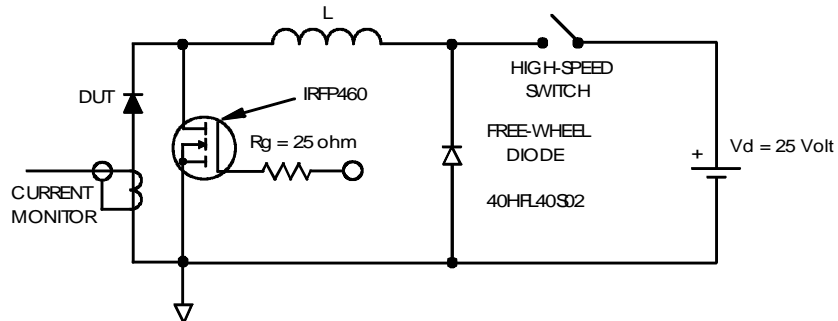 L
HIGH-SPEED
SWITCH
DUT
IRFP460
Rg = 25 ohm
FREE-WHEEL
DIODE
Vd = 25 Volt
+
CURRENT
MONITOR
40HFL40S02